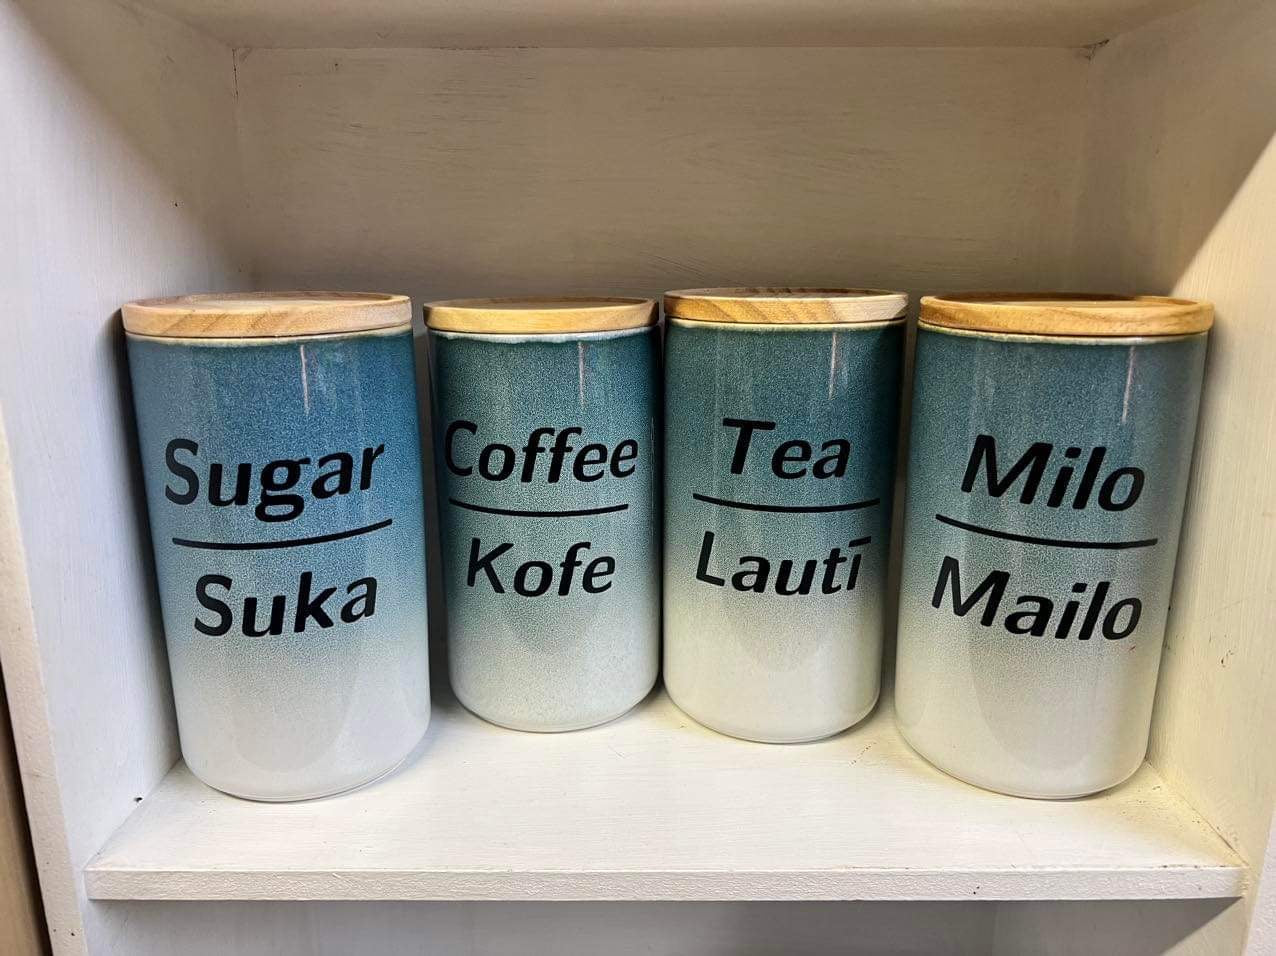 Sugar
Suka
Coffee
Kofe
Tea
Lautī
Milo
Mailo